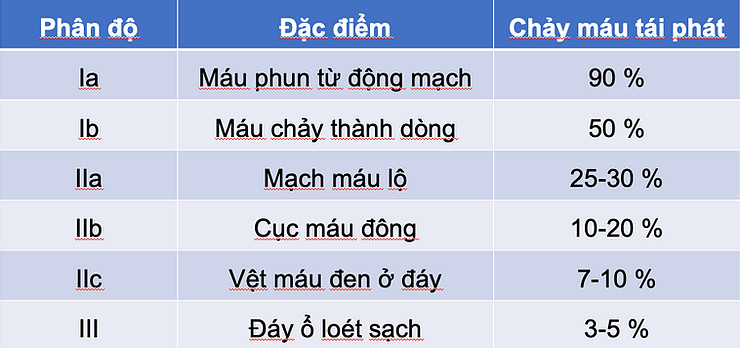 Phân độ Đặc điểm Chảy máu tái phát
Ia Máu phun từ động mạch 90 %
Ib Máu chảy thành dòng 50 %
IIa Mạch máu lộ 25-30 %
IIb Cục máu đông 10-20 %
IIc Vệt máu đen ở đáy 7-10 %
III Đáy ổ loét sạch 3-5 %